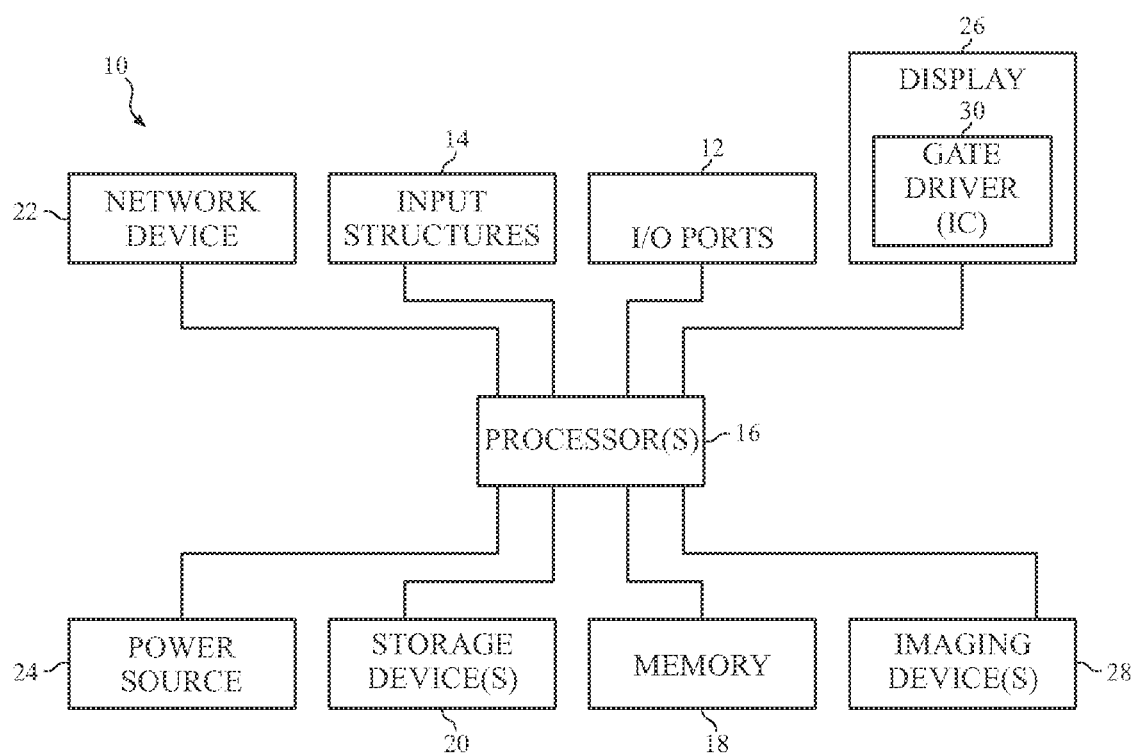 26
DISPLAY
10
30
14
12
GATE
DRIVER
(IC)
22
NETWORK
DEVICE
INPUT
STRUCTURES
I/O PORTS
PROCESSOR(S)
16
24
POWER
SOURCE
STORAGE
DEVICE(S)
MEMORY
IMAGING
DEVICE(S)
28
20
18